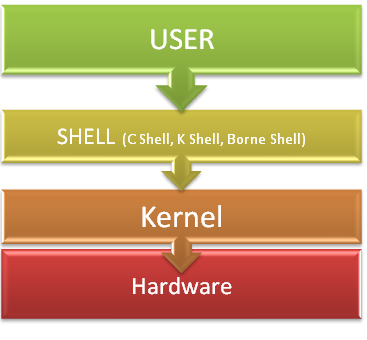 USER
SHELL (C Shell, K Shell, Borne Shell)
Kernel
Hardware